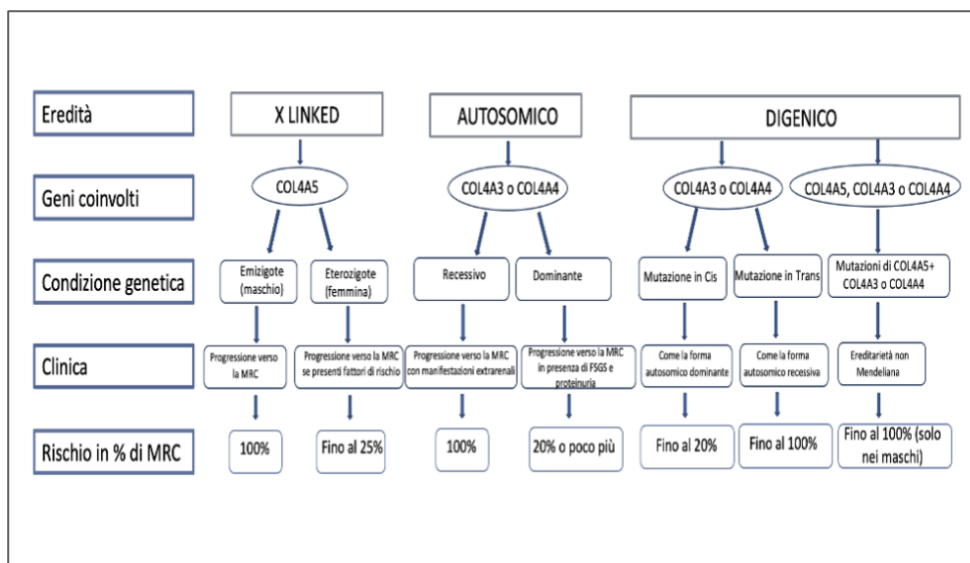 Eredità
X LINKED
AUTOSOMICO
DIGENICO
Geni coinvolti
COL4A5
COL4A3 o COL4A4
COL4A3 o COL4A4
COL4A5, COL4A3 o COL4A4
Condizione genetica
Emizigote
(maschio)
Eterozigote
(femmina)
Recessivo
Dominante
Mutazione in Cis
Mutazione in Trans
Mutazioni di COL4A5+
COL4A3 o COL4A4
Clinica
Progressione verso
la MRC
Progressione verso la MRC
se presenti fattori di rischio
Progressione verso la MRC
con manifestazioni extrarenali
Progressione verso la MRC
in presenza di FSGS e
proteinuria
Come la forma
autosomico dominante
Come la forma
autosomico recessiva
Ereditarietà non
Mendeliana
Rischio in % di MRC
100%
Fino al 25%
100%
20% o poco più
Fino al 20%
Fino al 100%
Fino al 100% (solo
nei maschi)